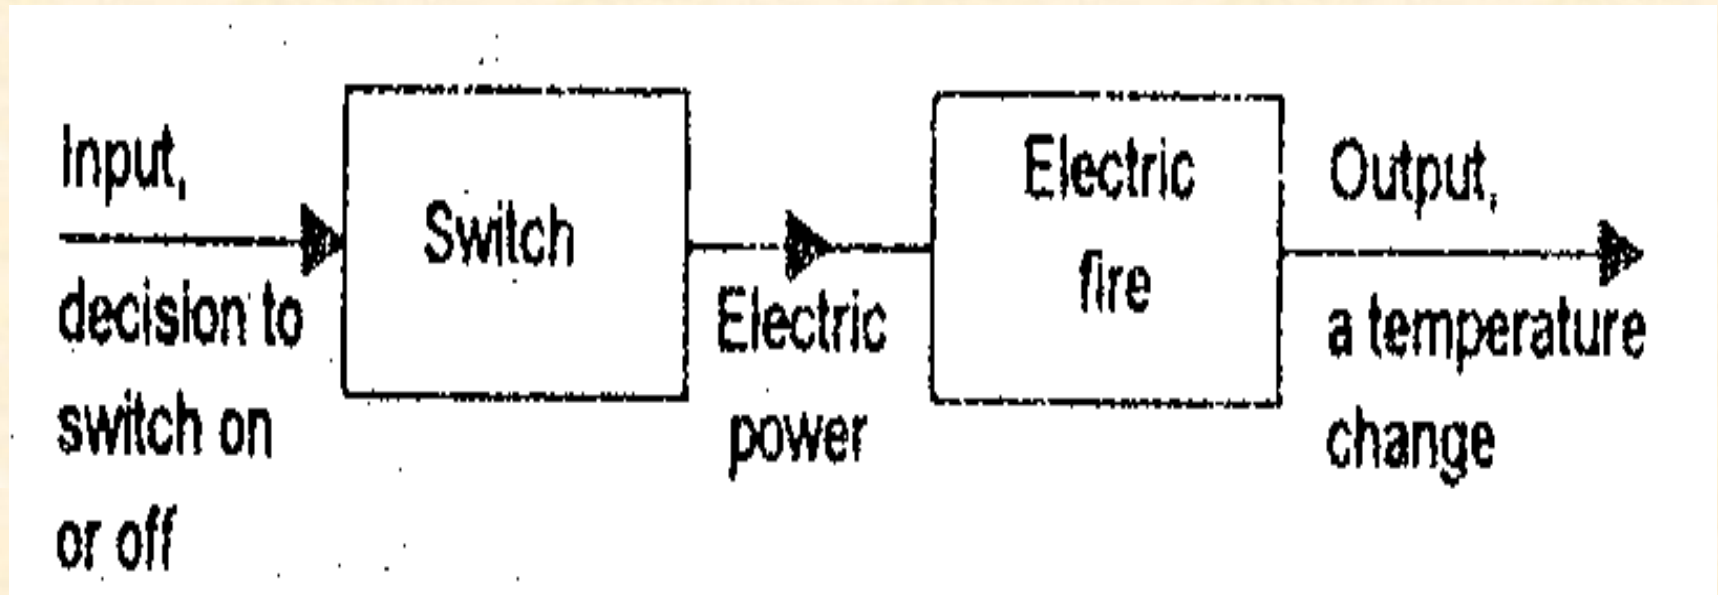 Input,
decision to
switch on
or off
Switch
Electric
power
Electric
fire
Output,
a temperature
change